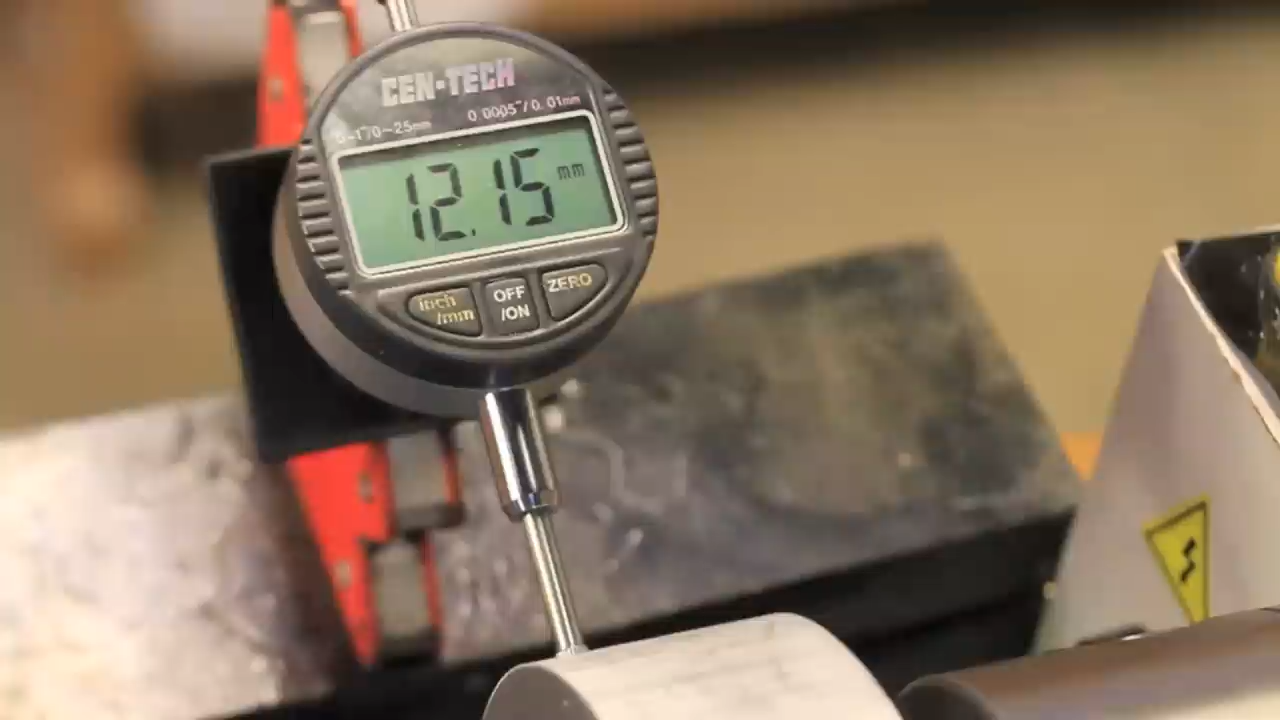 CEN-TECH
0.0005"/0.01mm
0-1"/0~25mm
12.15 mm
inch/mm
OFF/ON
ZERO